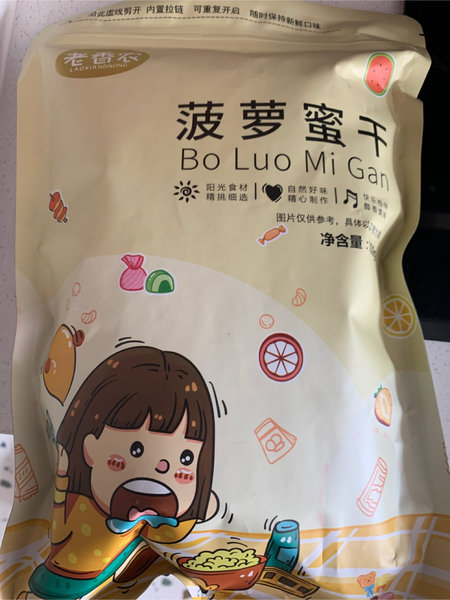 沿此虚线剪开 内置拉链 可重复开启 随时保持新鲜口味
老香农
LAOXIANGNONG
菠萝蜜干
Bo Luo Mi Gan
阳光食材 自然好味 快乐
精挑细选 精心制作
图片仅供参考，具体以
净含量：